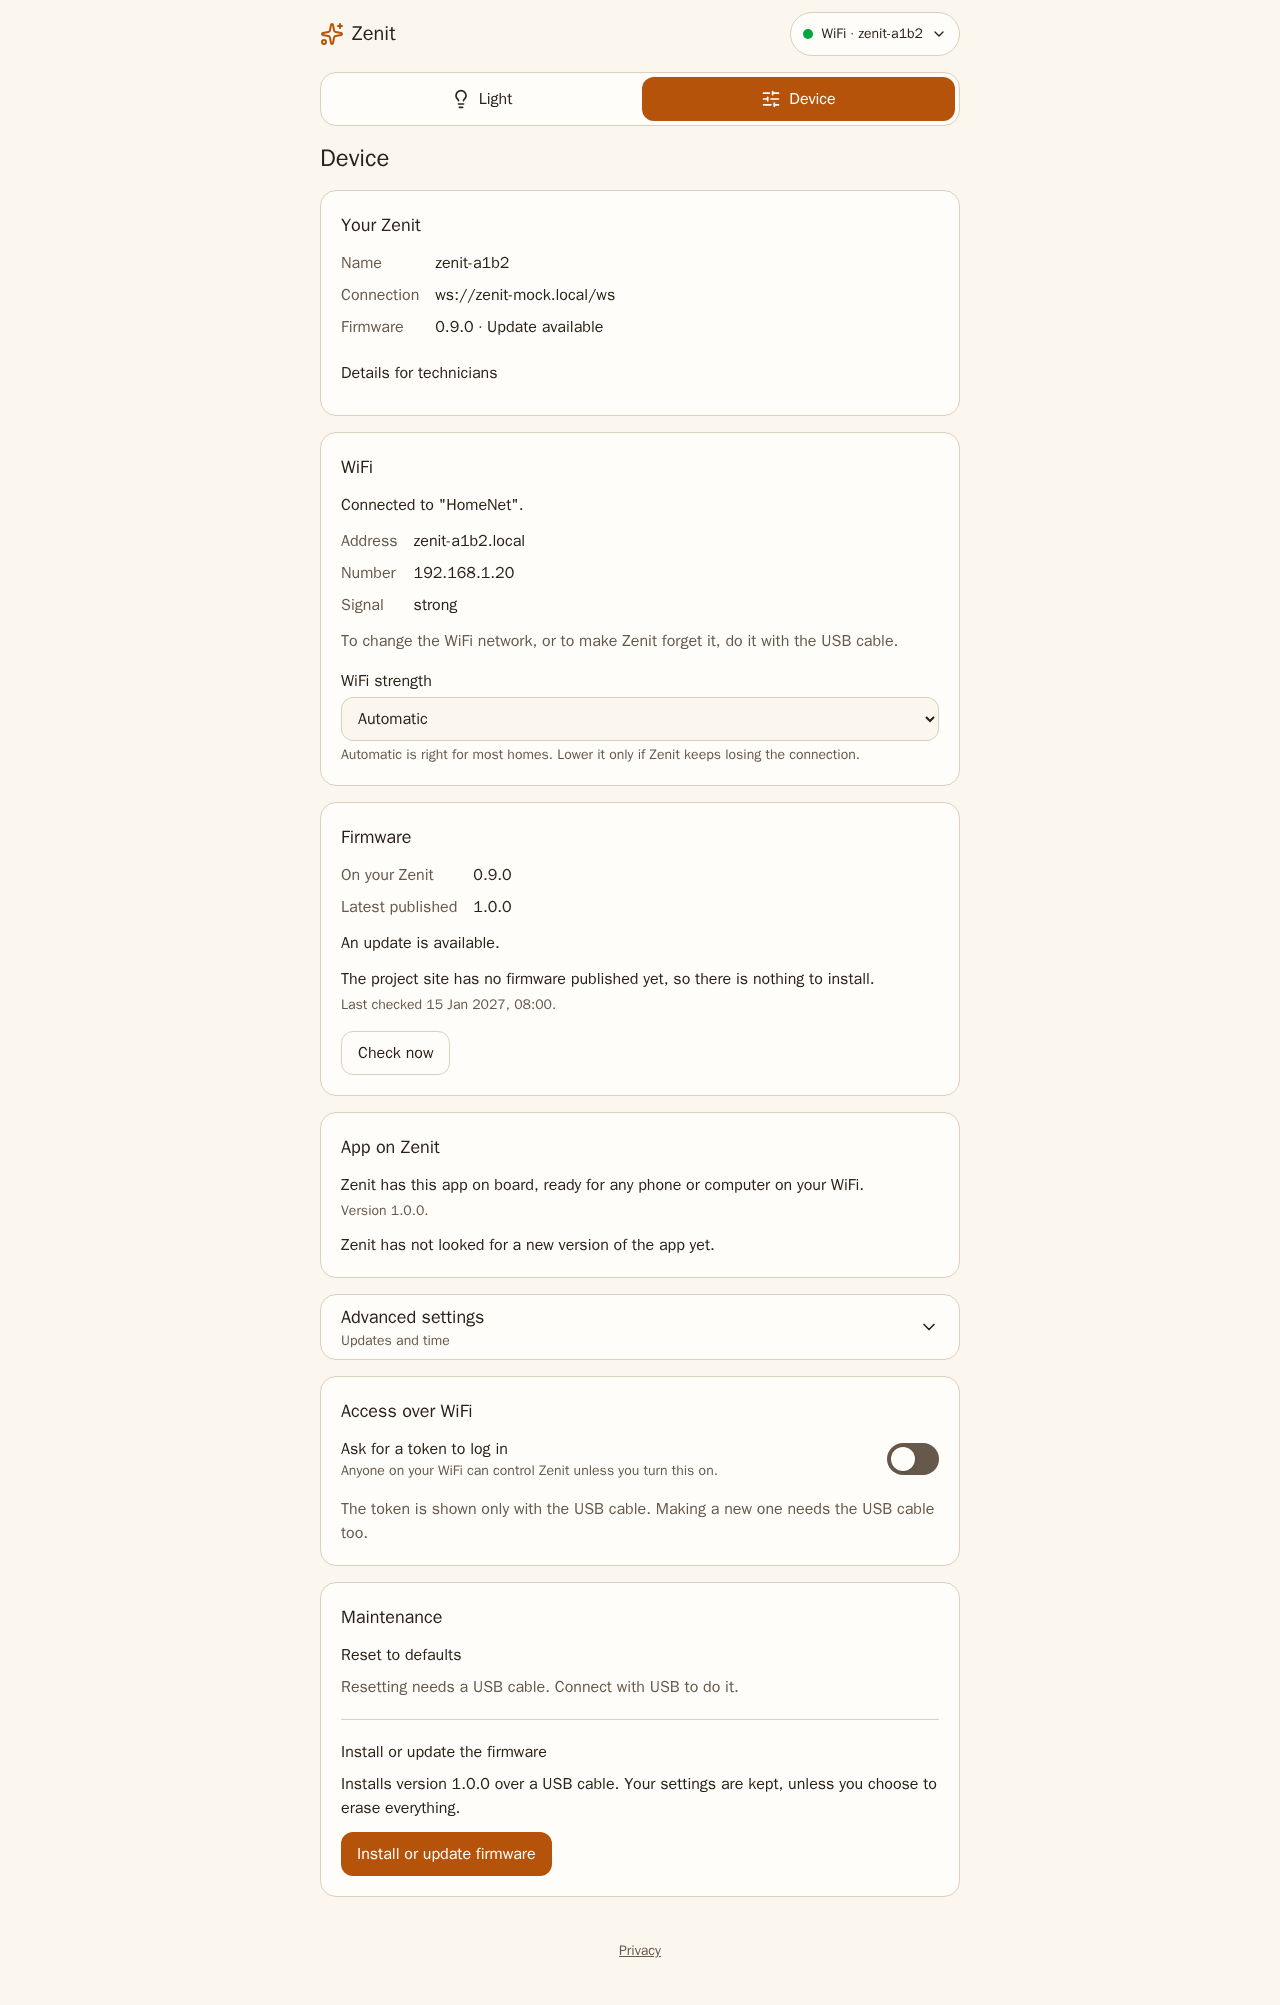 Zenit
WiFi · zenit-a1b2
Light
Device
Device
Your Zenit
Name zenit-a1b2
Connection ws://zenit-mock.local/ws
Firmware 0.9.0 · Update available
Details for technicians
WiFi
Connected to "HomeNet".
Address zenit-a1b2.local
Number 192.168.1.20
Signal strong
To change the WiFi network, or to make Zenit forget it, do it with the USB cable.
WiFi strength
Automatic
Automatic is right for most homes. Lower it only if Zenit keeps losing the connection.
Firmware
On your Zenit 0.9.0
Latest published 1.0.0
An update is available.
The project site has no firmware published yet, so there is nothing to install.
Last checked 15 Jan 2027, 08:00.
Check now
App on Zenit
Zenit has this app on board, ready for any phone or computer on your WiFi.
Version 1.0.0.
Zenit has not looked for a new version of the app yet.
Advanced settings
Updates and time
Access over WiFi
Ask for a token to log in
Anyone on your WiFi can control Zenit unless you turn this on.
The token is shown only with the USB cable. Making a new one needs the USB cable
too.
Maintenance
Reset to defaults
Resetting needs a USB cable. Connect with USB to do it.
Install or update the firmware
Installs version 1.0.0 over a USB cable. Your settings are kept, unless you choose to
erase everything.
Install or update firmware
Privacy